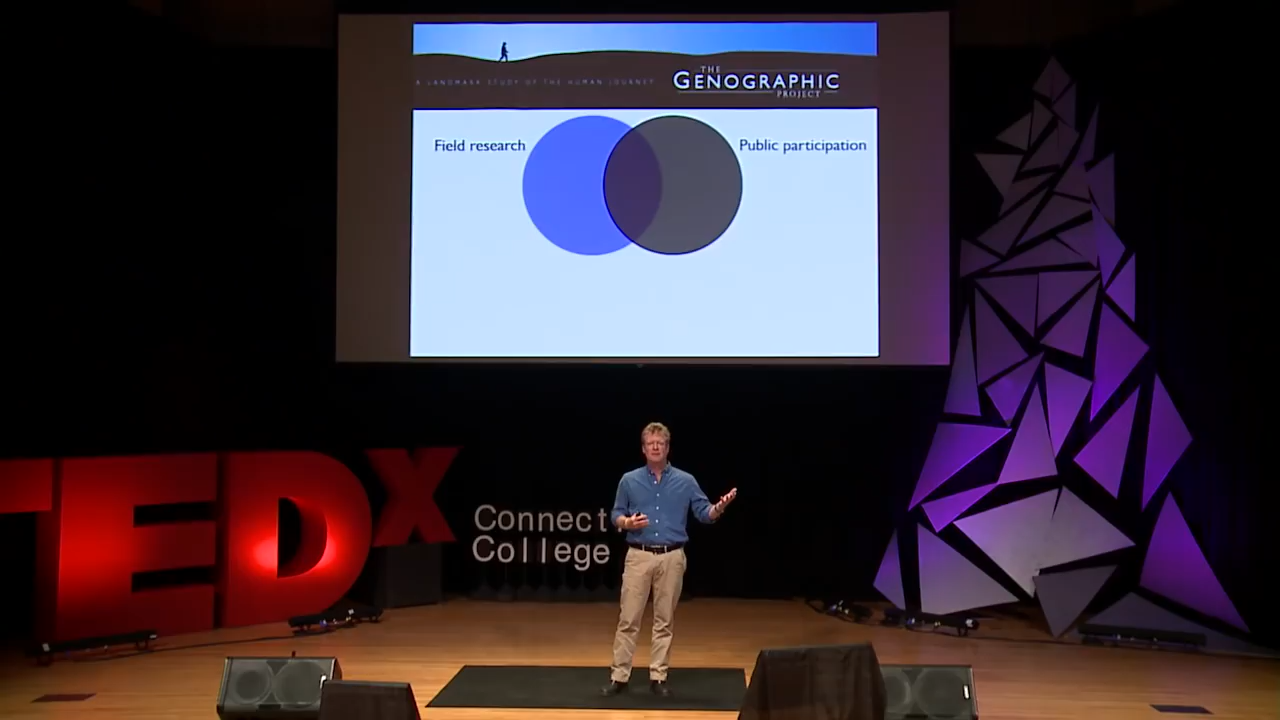 A LANDMARK STUDY OF THE HUMAN JOURNEY
THE
GENOGRAPHIC
PROJECT
Field research
Public participation
TEDx
Connect
College